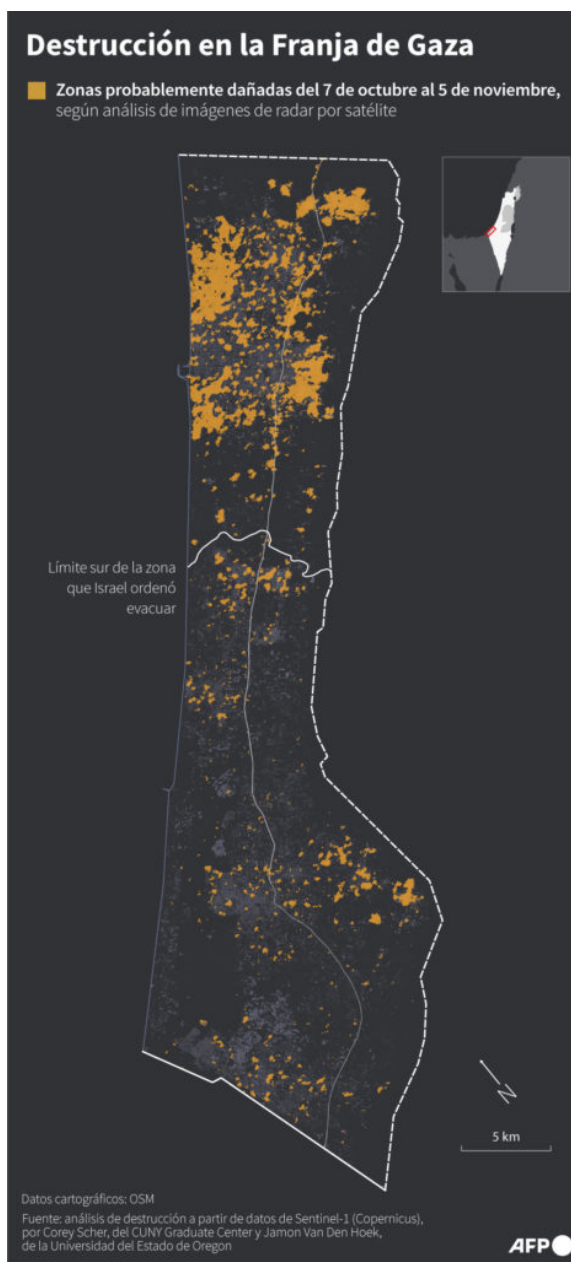 Destrucción en la Franja de Gaza
Zonas probablemente dañadas del 7 de octubre al 5 de noviembre,
según análisis de imágenes de radar por satélite
Límite sur de la zona
que Israel ordenó
evacuar
N
5 km
Datos cartográficos: OSM
Fuente: análisis de destrucción a partir de datos de Sentinel-1 (Copernicus),
por Corey Scher, del CUNY Graduate Center y Jamon Van Den Hoek,
de la Universidad del Estado de Oregon
AFP